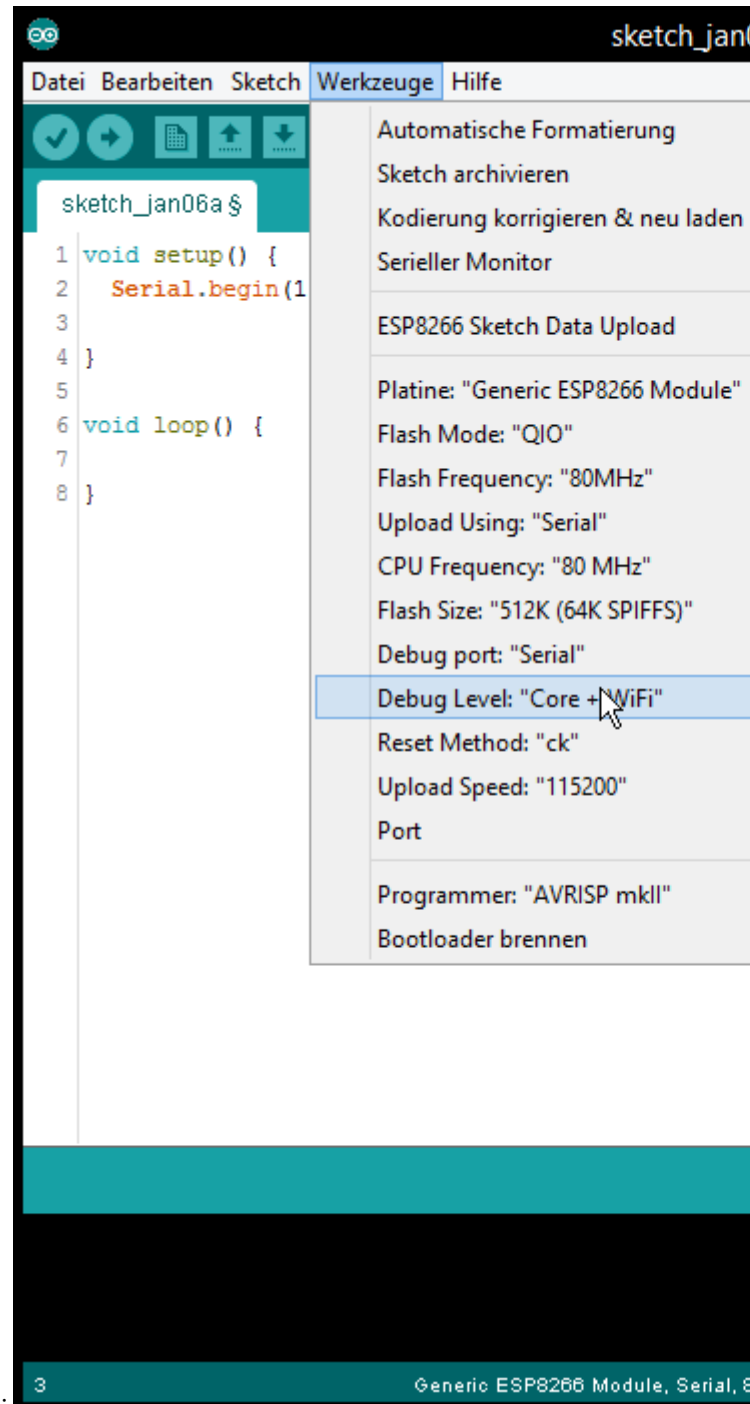 sketch_jan0
Datei Bearbeiten Sketch Werkzeuge Hilfe
sketch_jan06a §
1 void setup() {
2 Serial.begin(1
3
4 }
5
6 void loop() {
7
8 }
Automatische Formatierung
Sketch archivieren
Kodierung korrigieren & neu laden
Serieller Monitor
ESP8266 Sketch Data Upload
Platine: "Generic ESP8266 Module"
Flash Mode: "QIO"
Flash Frequency: "80MHz"
Upload Using: "Serial"
CPU Frequency: "80 MHz"
Flash Size: "512K (64K SPIFFS)"
Debug port: "Serial"
Debug Level: "Core + WiFi"
Reset Method: "ck"
Upload Speed: "115200"
Port
Programmer: "AVRISP mkII"
Bootloader brennen
3 Generic ESP8266 Module, Serial, 8
.